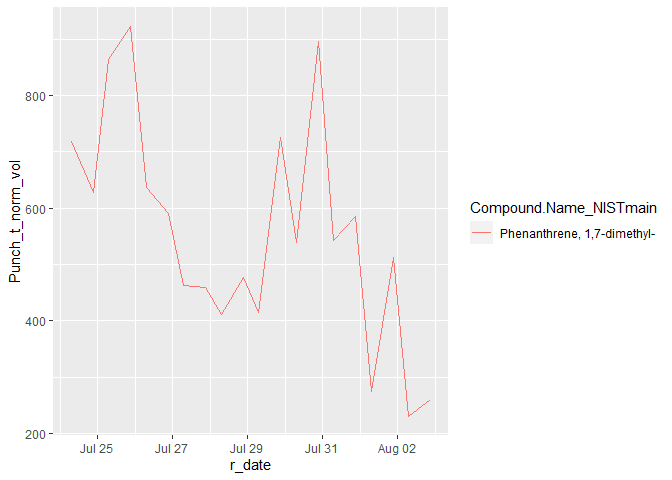 800
600
400
200
Punch_t_norm_vol
Jul 25
Jul 27
Jul 29
Jul 31
Aug 02
r_date
Compound.Name_NISTmain
Phenanthrene, 1,7-dimethyl-